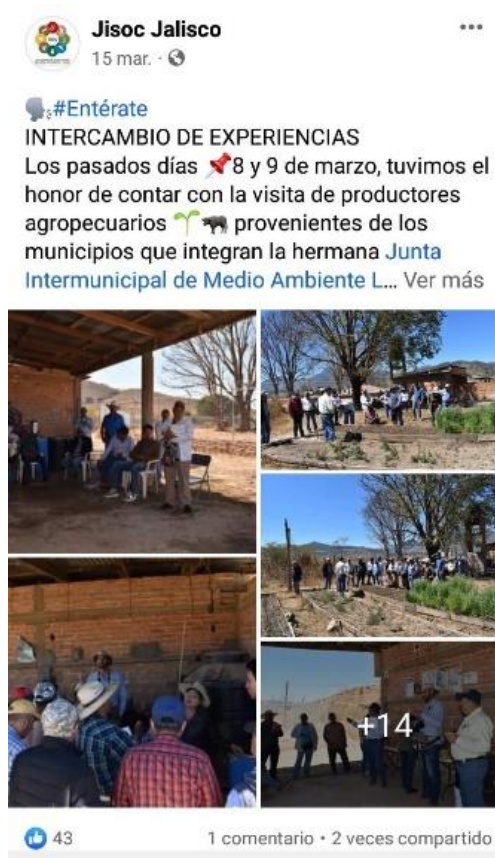 Jisoc Jalisco
15 mar.
#Entérate
INTERCAMBIO DE EXPERIENCIAS
Los pasados días 📌8 y 9 de marzo, tuvimos el
honor de contar con la visita de productores
agropecuarios 🌱🐃 provenientes de los
municipios que integran la hermana Junta
Intermunicipal de Medio Ambiente L... Ver más
+14
43
1 comentario • 2 veces compartido